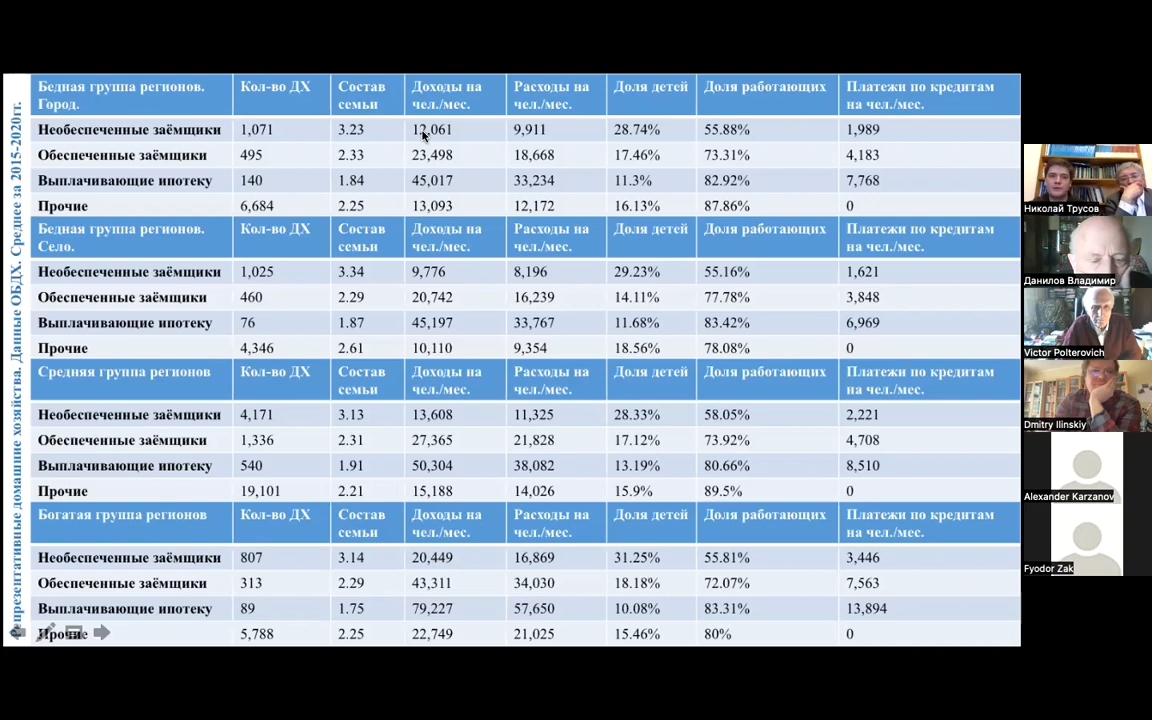 Репрезентативные домашние хозяйства. Данные ОБДХ. Среднее за 2015-2020гг.
Бедная группа регионов. Город. Кол-во ДХ Состав семьи Доходы на чел./мес. Расходы на чел./мес. Доля детей Доля работающих Платежи по кредитам на чел./мес.
Необеспеченные заёмщики 1,071 3.23 12,061 9,911 28.74% 55.88% 1,989
Обеспеченные заёмщики 495 2.33 23,498 18,668 17.46% 73.31% 4,183
Выплачивающие ипотеку 140 1.84 45,017 33,234 11.3% 82.92% 7,768
Прочие 6,684 2.25 13,093 12,172 16.13% 87.86% 0
Бедная группа регионов. Село. Кол-во ДХ Состав семьи Доходы на чел./мес. Расходы на чел./мес. Доля детей Доля работающих Платежи по кредитам на чел./мес.
Необеспеченные заёмщики 1,025 3.34 9,776 8,196 29.23% 55.16% 1,621
Обеспеченные заёмщики 460 2.29 20,742 16,239 14.11% 77.78% 3,848
Выплачивающие ипотеку 76 1.87 45,197 33,767 11.68% 83.42% 6,969
Прочие 4,346 2.61 10,110 9,354 18.56% 78.08% 0
Средняя группа регионов Кол-во ДХ Состав семьи Доходы на чел./мес. Расходы на чел./мес. Доля детей Доля работающих Платежи по кредитам на чел./мес.
Необеспеченные заёмщики 4,171 3.13 13,608 11,325 28.33% 58.05% 2,221
Обеспеченные заёмщики 1,336 2.31 27,365 21,828 17.12% 73.92% 4,708
Выплачивающие ипотеку 540 1.91 50,304 38,082 13.19% 80.66% 8,510
Прочие 19,101 2.21 15,188 14,026 15.9% 89.5% 0
Богатая группа регионов Кол-во ДХ Состав семьи Доходы на чел./мес. Расходы на чел./мес. Доля детей Доля работающих Платежи по кредитам на чел./мес.
Необеспеченные заёмщики 807 3.14 20,449 16,869 31.25% 55.81% 3,446
Обеспеченные заёмщики 313 2.29 43,311 34,030 18.18% 72.07% 7,563
Выплачивающие ипотеку 89 1.75 79,227 57,650 10.08% 83.31% 13,894
Прочие 5,788 2.25 22,749 21,025 15.46% 80% 0
Николай Трусов
Данилов Владимир
Victor Polterovich
Dmitry Ilinskiy
Alexander Karzanov
Fyodor Zak